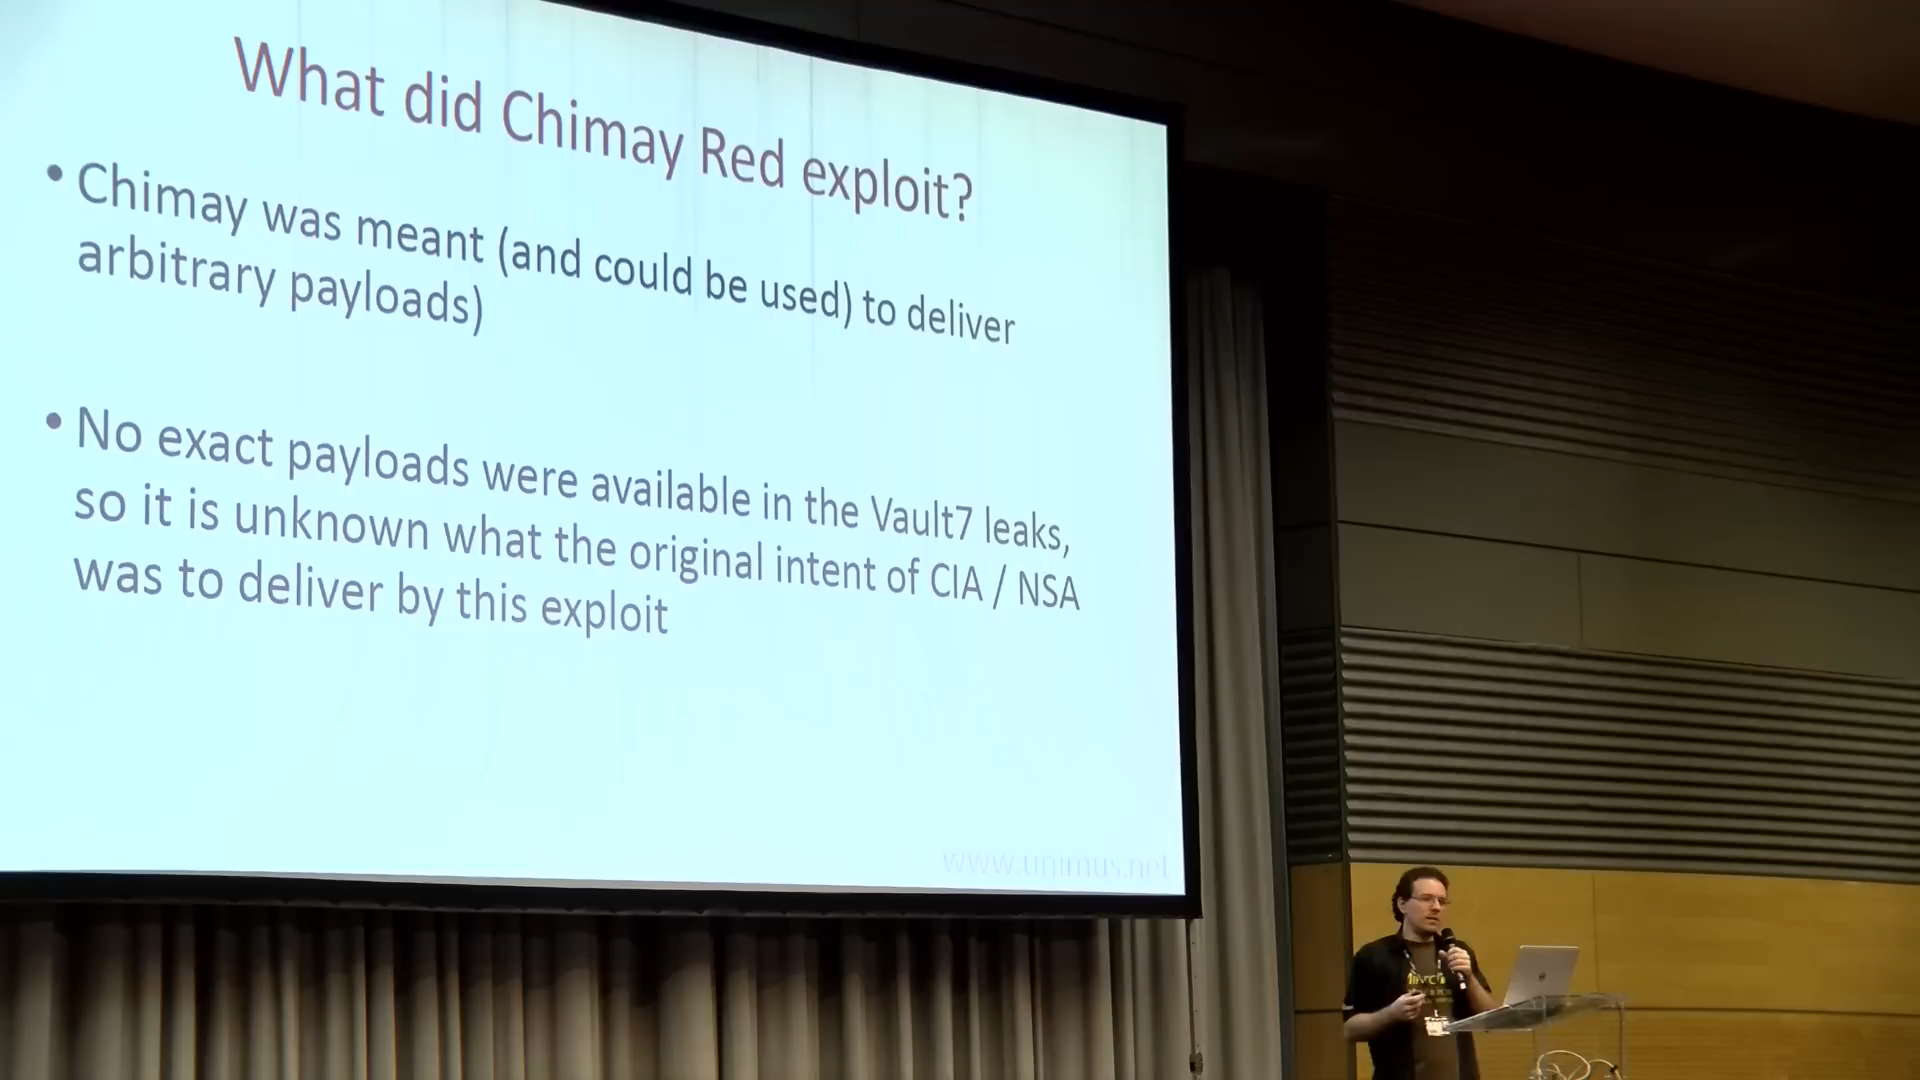 What did Chimay Red exploit?
• Chimay was meant (and could be used) to deliver
arbitrary payloads)
• No exact payloads were available in the Vault7 leaks,
so it is unknown what the original intent of CIA / NSA
was to deliver by this exploit
www.unimus.net